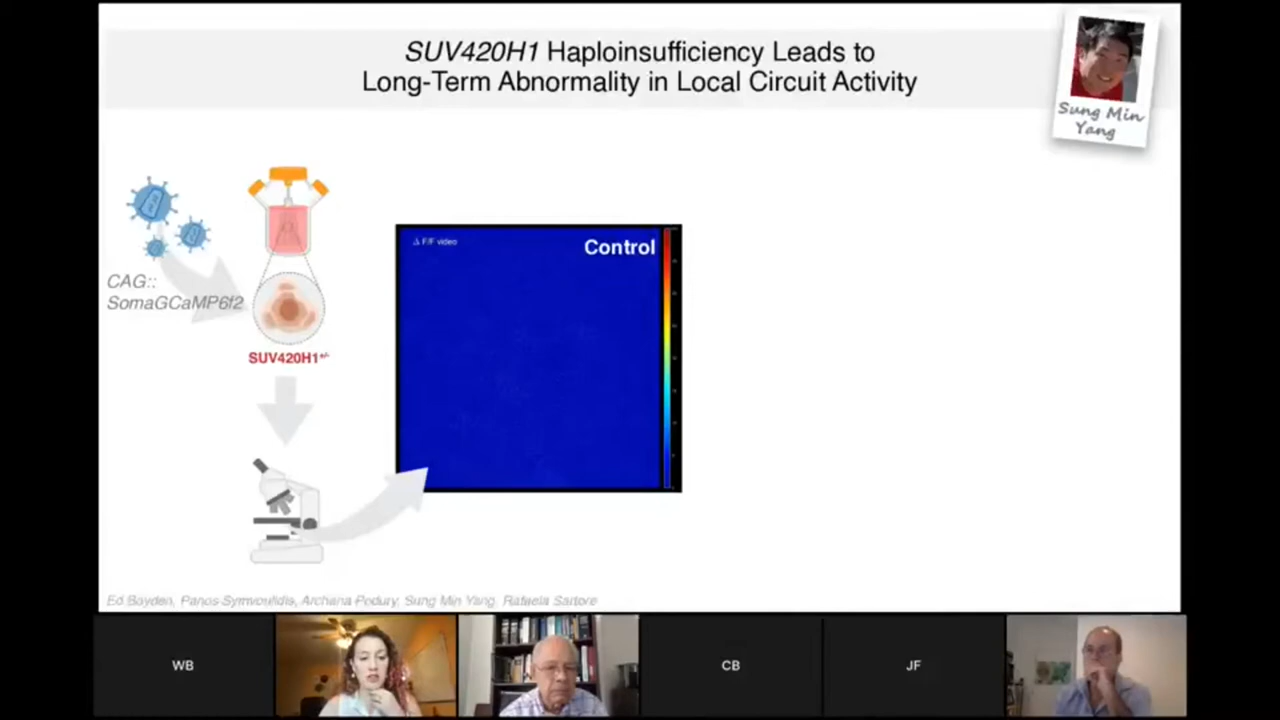 SUV420H1 Haploinsufficiency Leads to
Long-Term Abnormality in Local Circuit Activity
Sung Min
Yang
CAG::
SomaGCaMP6f2
SUV420H1+/-
Δ F/F video
Control
Ed Boyden, Panos Symvoulidis, Archana Podury, Sung Min Yang, Rafaela Sartore
WB
CB
JF